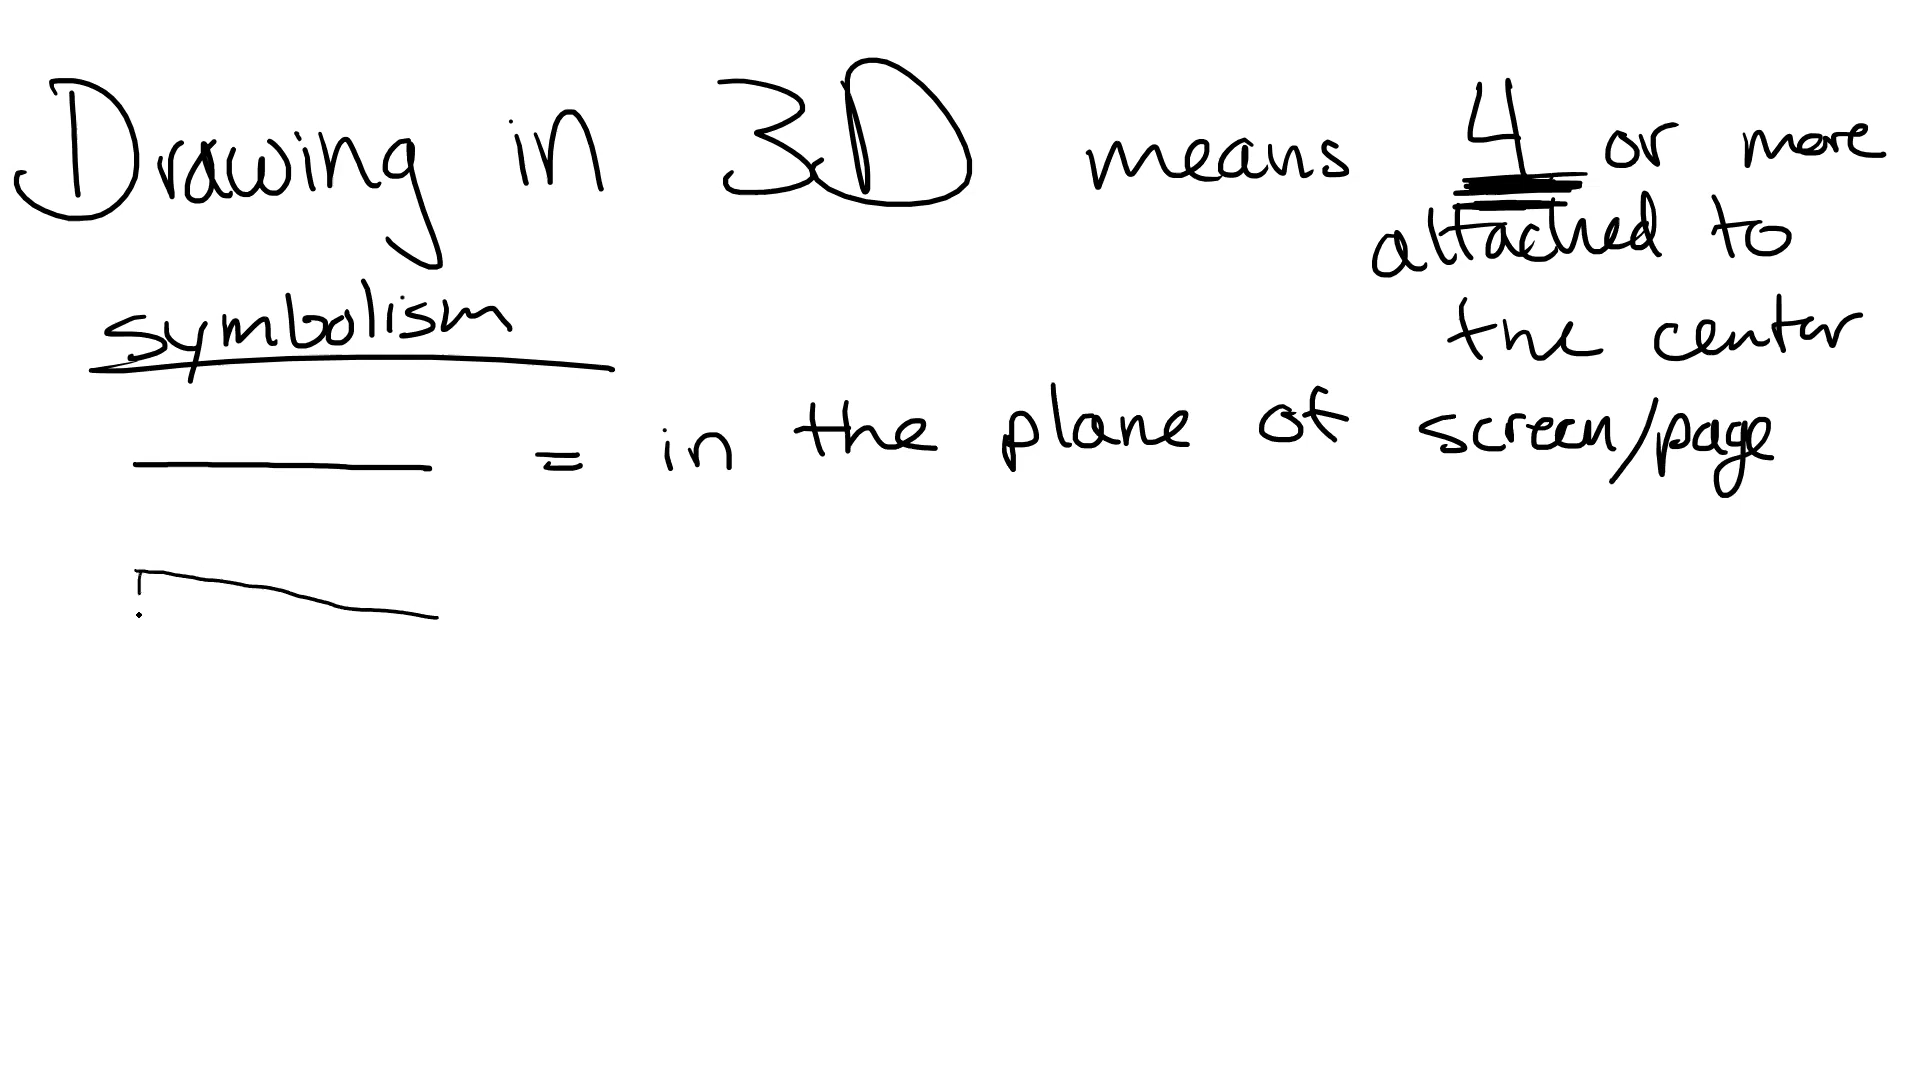 Drawing in 3D means 4 or more
attached to
the center
symbolism
= in the plane of screen/page